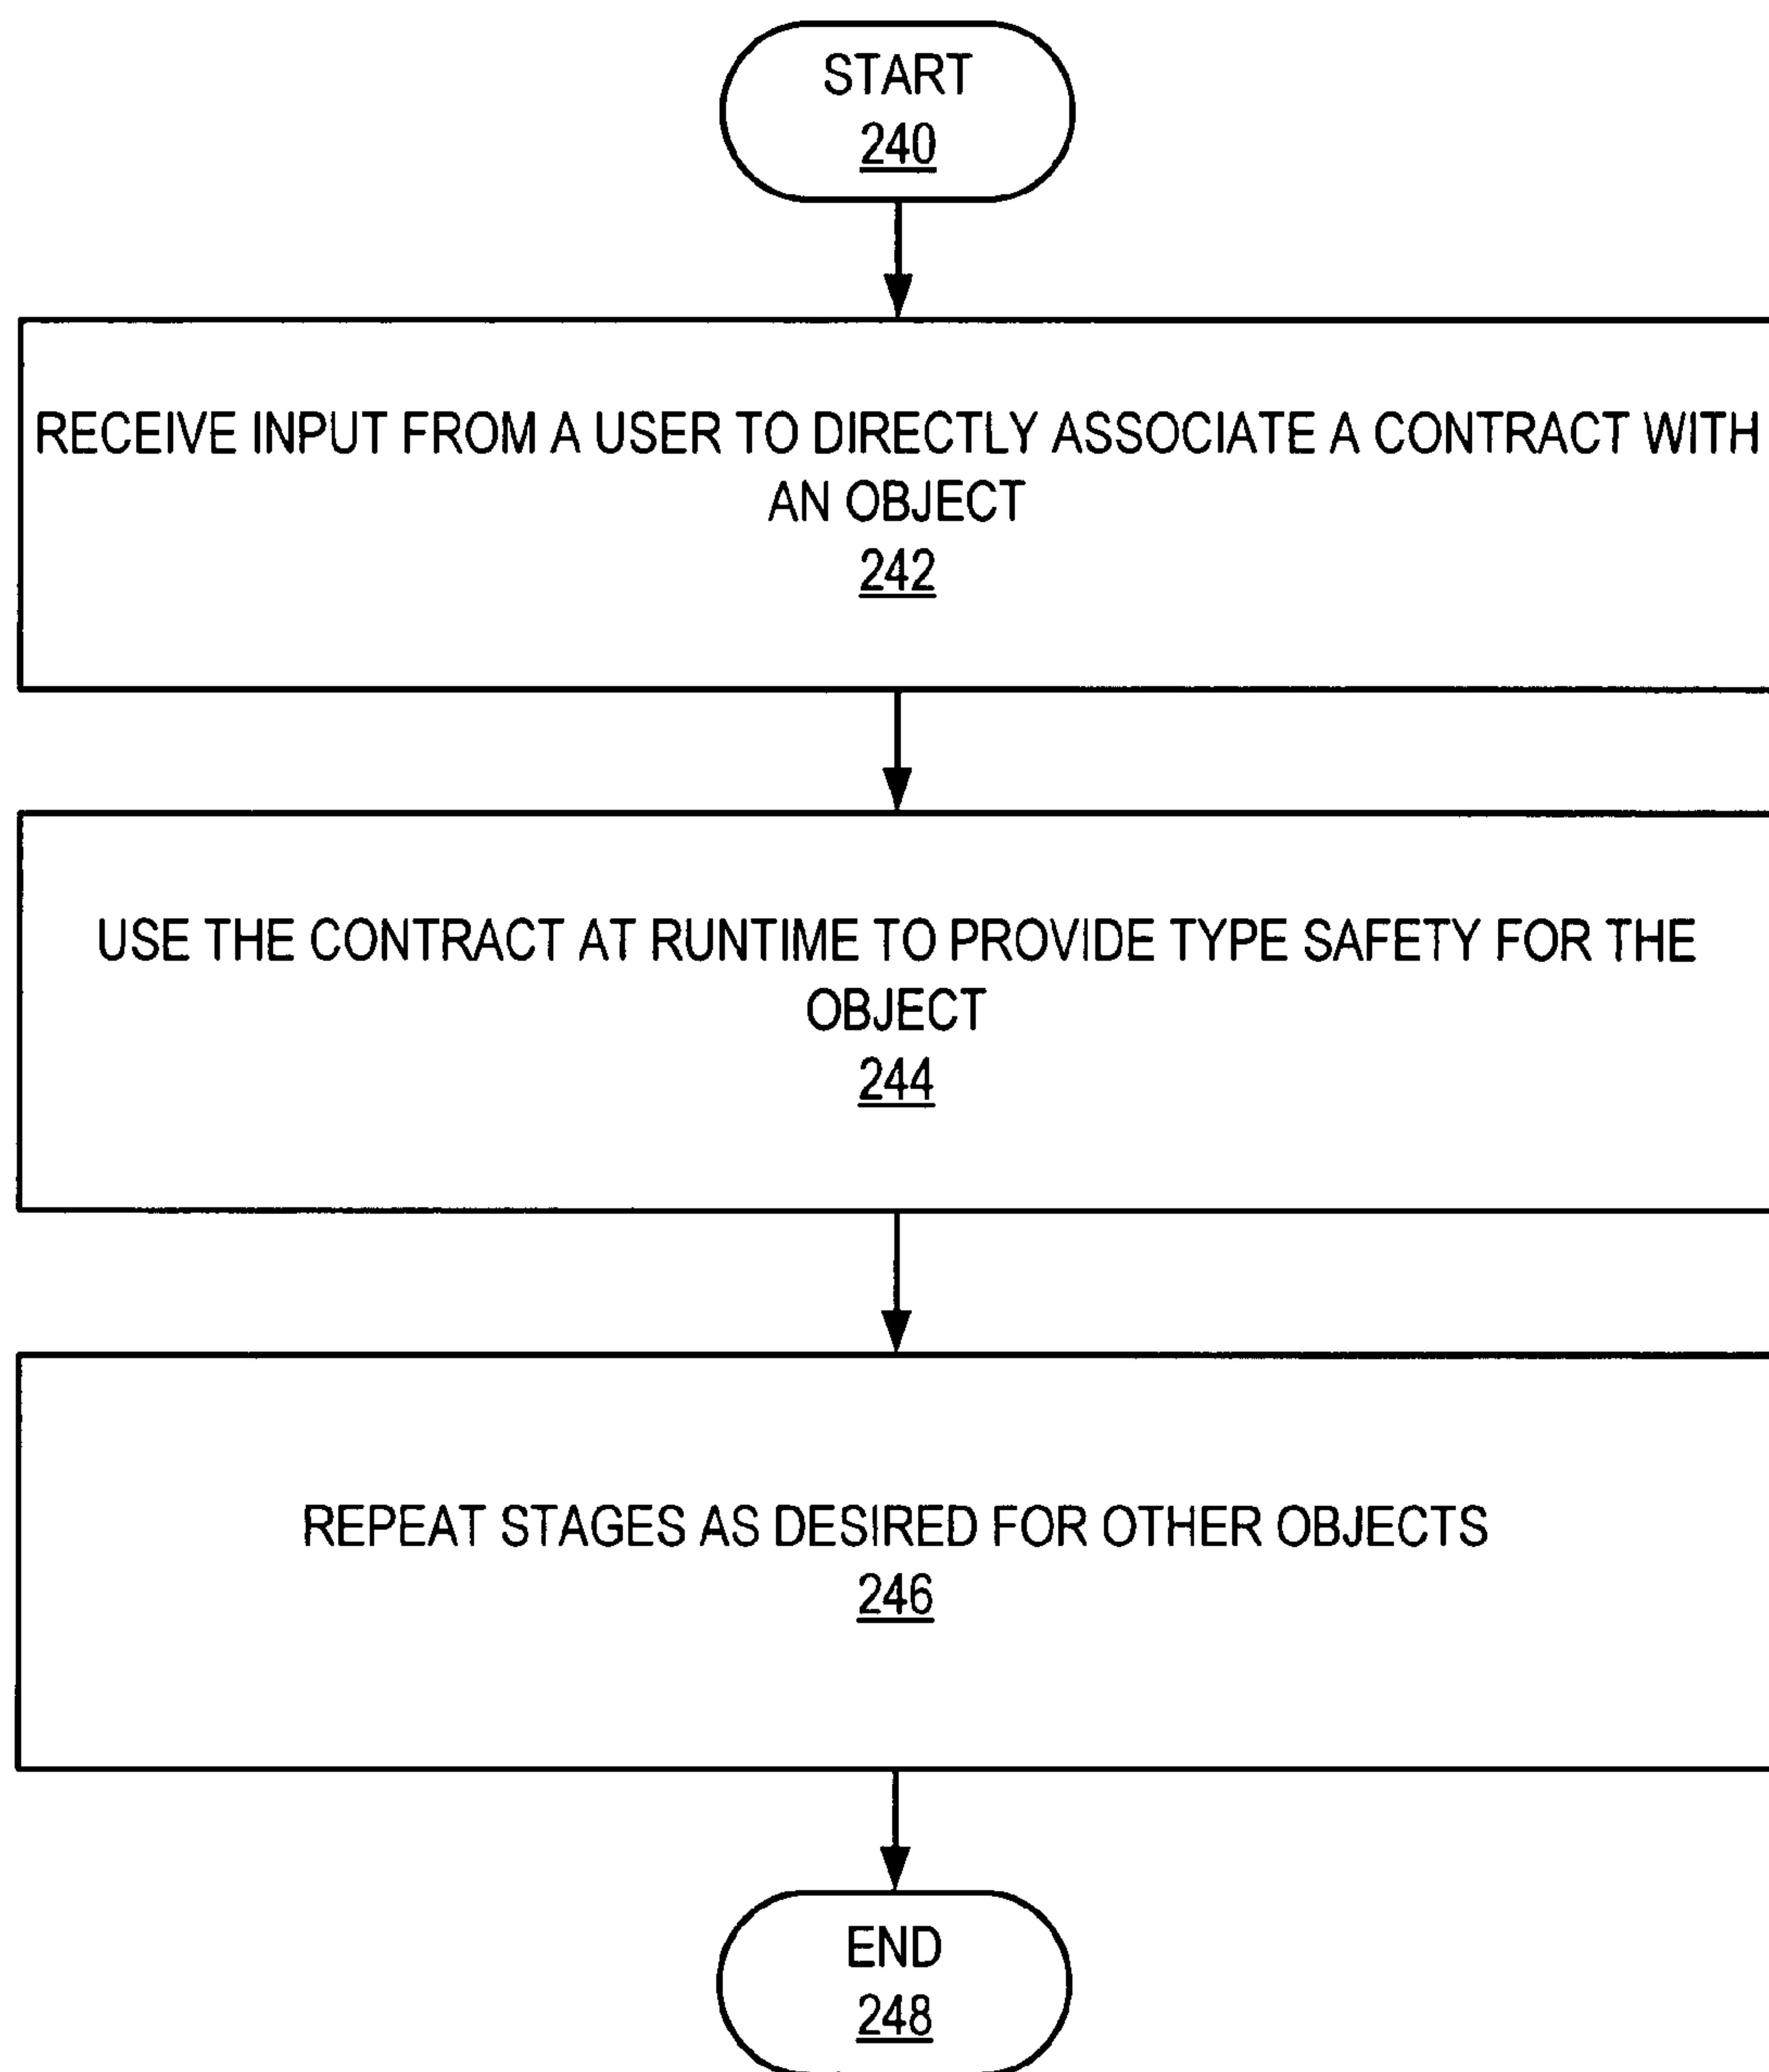 START
240
RECEIVE INPUT FROM A USER TO DIRECTLY ASSOCIATE A CONTRACT WITH
AN OBJECT
242
USE THE CONTRACT AT RUNTIME TO PROVIDE TYPE SAFETY FOR THE
OBJECT
244
REPEAT STAGES AS DESIRED FOR OTHER OBJECTS
246
END
248